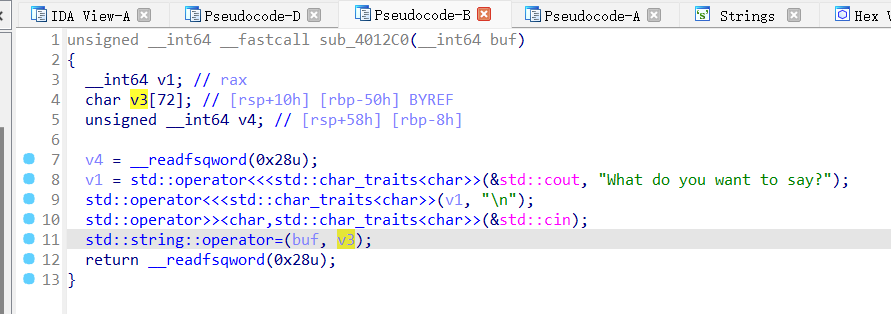 IDA View-A Pseudocode-D Pseudocode-B Pseudocode-A Strings Hex
1 unsigned __int64 __fastcall sub_4012C0(__int64 buf)
2 {
3 __int64 v1; // rax
4 char v3[72]; // [rsp+10h] [rbp-50h] BYREF
5 unsigned __int64 v4; // [rsp+58h] [rbp-8h]
6
7 v4 = __readfsqword(0x28u);
8 v1 = std::operator<<<std::char_traits<char>>(&std::cout, "What do you want to say?");
9 std::operator<<<std::char_traits<char>>(v1, "\n");
10 std::operator>><char,std::char_traits<char>>(&std::cin);
11 std::string::operator=(buf, v3);
12 return __readfsqword(0x28u);
13 }